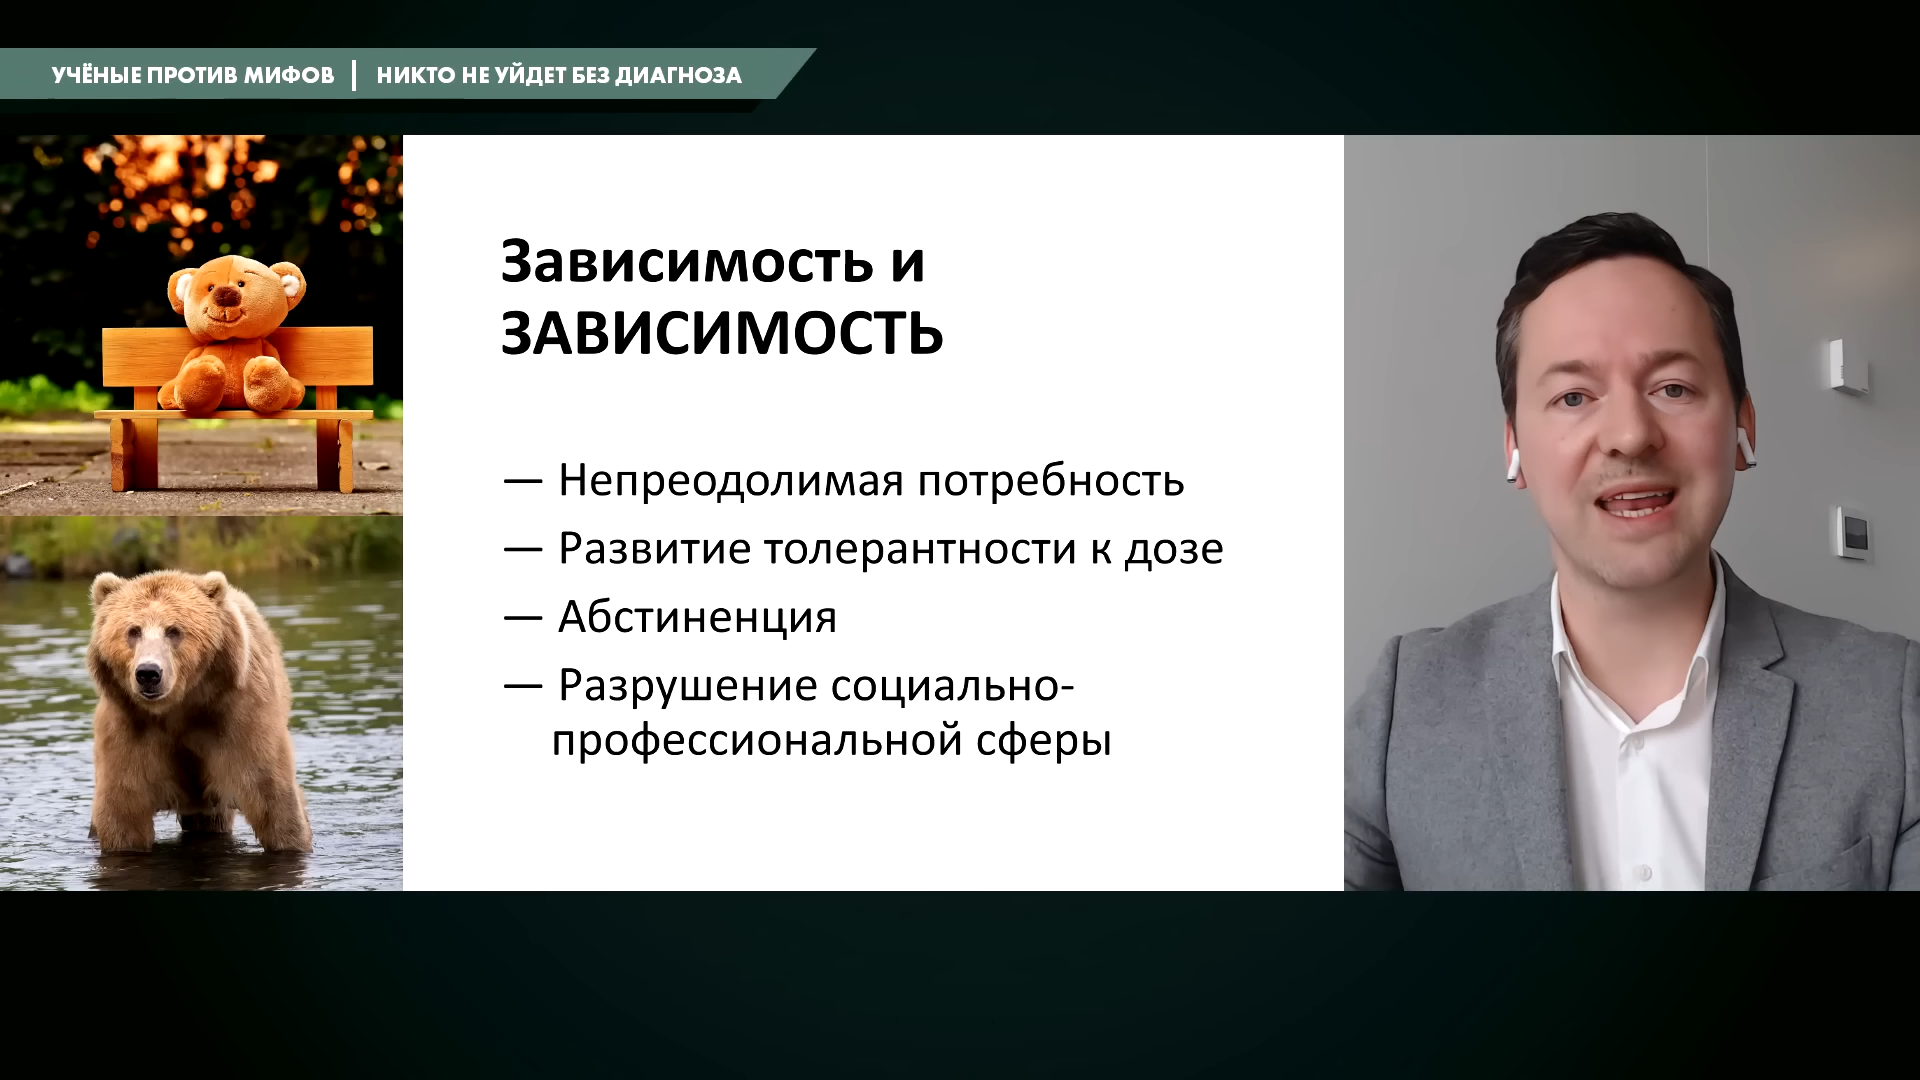 УЧЁНЫЕ ПРОТИВ МИФОВ | НИКТО НЕ УЙДЕТ БЕЗ ДИАГНОЗА
Зависимость и
ЗАВИСИМОСТЬ
— Непреодолимая потребность
— Развитие толерантности к дозе
— Абстиненция
— Разрушение социально-
профессиональной сферы